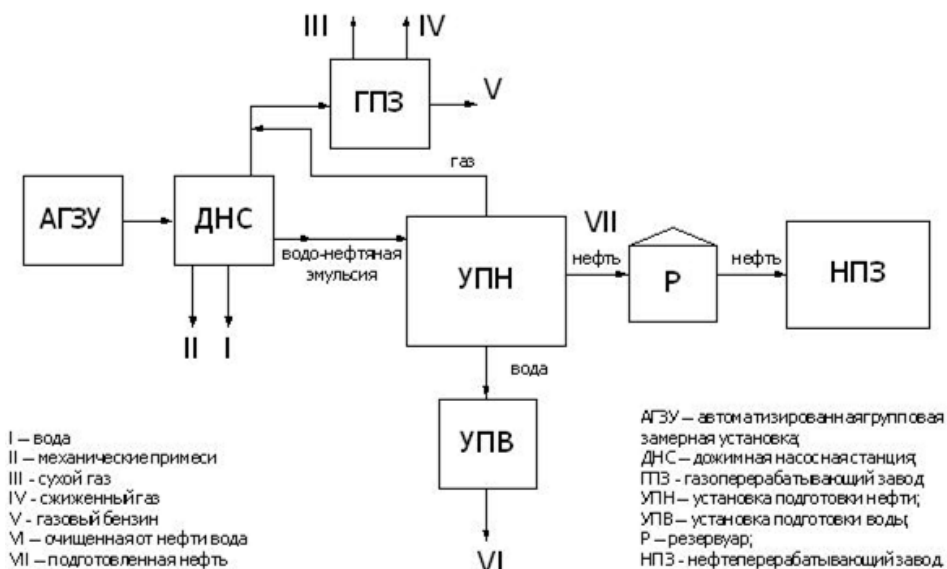 III
IV
ГПЗ
V
газ
АГЗУ
ДНС
VII
водо-нефтяная
эмульсия
УПН
нефть
Р
нефть
НПЗ
II
I
вода
УПВ
VI
I – вода
II – механические примеси
III - сухой газ
IV - сжиженный газ
V - газовый бензин
VI – очищенная от нефти вода
VII – подготовленная нефть
АГЗУ – автоматизированная групповая
замерная установка;
ДНС – дожимная насосная станция;
ГПЗ - газоперерабатывающий завод
УПН – установка подготовки нефти;
УПВ – установка подготовки воды;
Р – резервуар;
НПЗ - нефтеперерабатывающий завод